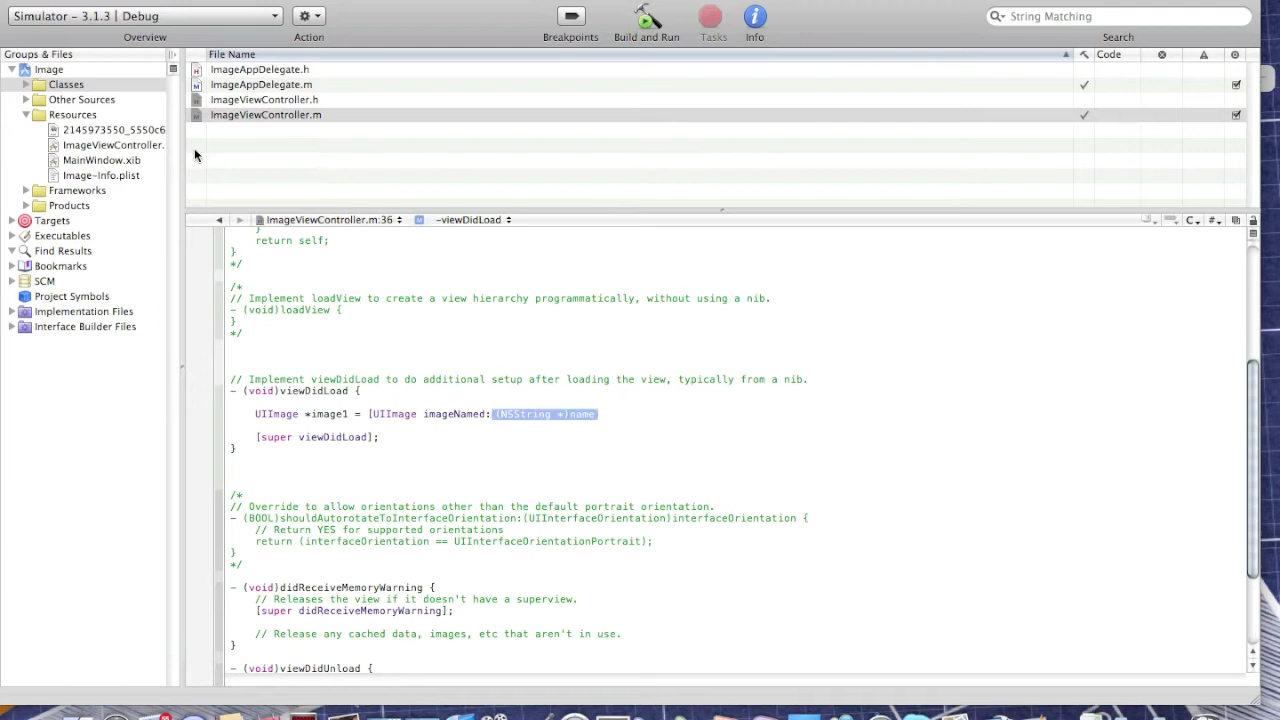 Simulator - 3.1.3 | Debug
Overview
Action
Breakpoints
Build and Run
Tasks
Info
String Matching
Search
Groups & Files
File Name
Code
Image
Classes
Other Sources
Resources
2145973550_5550c6
ImageViewController.
MainWindow.xib
Image-Info.plist
Frameworks
Products
Targets
Executables
Find Results
Bookmarks
SCM
Project Symbols
Implementation Files
Interface Builder Files
ImageAppDelegate.h
ImageAppDelegate.m
ImageViewController.h
ImageViewController.m
ImageViewController.m:36
-viewDidLoad
C
#
}
return self;
}
*/
/*
// Implement loadView to create a view hierarchy programmatically, without using a nib.
- (void)loadView {
}
*/
// Implement viewDidLoad to do additional setup after loading the view, typically from a nib.
- (void)viewDidLoad {
UIImage *image1 = [UIImage imageNamed:(NSString *)name
[super viewDidLoad];
}
/*
// Override to allow orientations other than the default portrait orientation.
- (BOOL)shouldAutorotateToInterfaceOrientation:(UIInterfaceOrientation)interfaceOrientation {
// Return YES for supported orientations
return (interfaceOrientation == UIInterfaceOrientationPortrait);
}
*/
- (void)didReceiveMemoryWarning {
// Releases the view if it doesn't have a superview.
[super didReceiveMemoryWarning];
// Release any cached data, images, etc that aren't in use.
}
- (void)viewDidUnload {